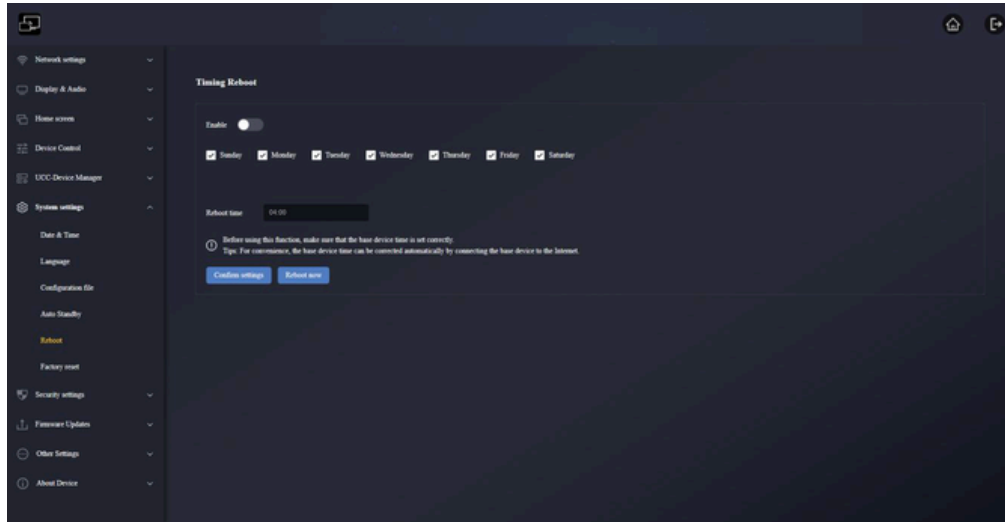 Network settings
Display & Audio
Home screen
Device Control
UCC-Device Manager
System settings
Date & Time
Language
Configuration file
Auto Standby
Reboot
Factory reset
Security settings
Firmware Updates
Other Settings
About Device
Timing Reboot
Enable
Sunday Monday Tuesday Wednesday Thursday Friday Saturday
Reboot time 04:00
Before using this function, make sure that the base device time is set correctly.
Tips: For convenience, the base device time can be corrected automatically by connecting the base device to the Internet.
Confirm settings Reboot now